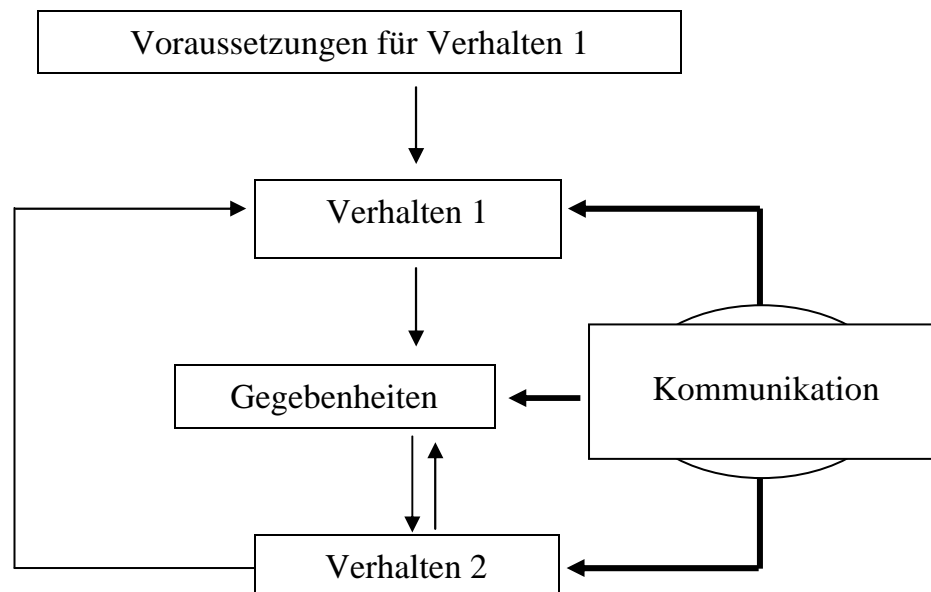 Voraussetzungen für Verhalten 1
Verhalten 1
Gegebenheiten
Kommunikation
Verhalten 2